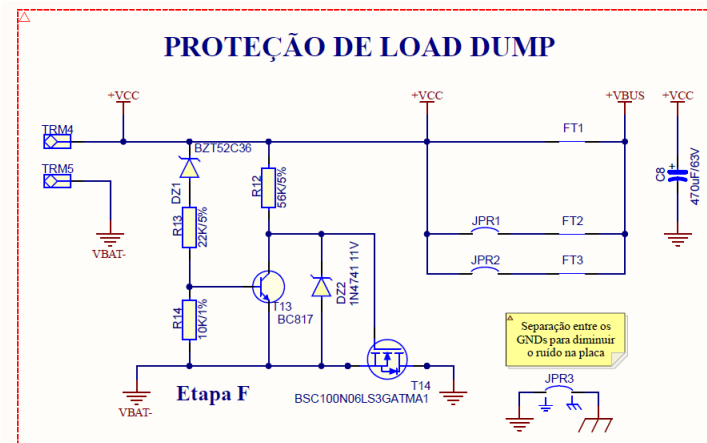 PROTEÇÃO DE LOAD DUMP
+VCC
+VCC
+VBUS
+VCC
TRM4
BZT52C36
FT1
TRM5
DZ1
R12
56K/5%
C8
470uF/63V
+
R13
22K/5%
VBAT-
JPR1
FT2
JPR2
FT3
DZ2
1N4741 11V
T13
BC817
R14
10K/1%
Separação entre os
GNDs para diminuir
o ruído na placa
VBAT-
Etapa F
T14
BSC100N06LS3GATMA1
JPR3